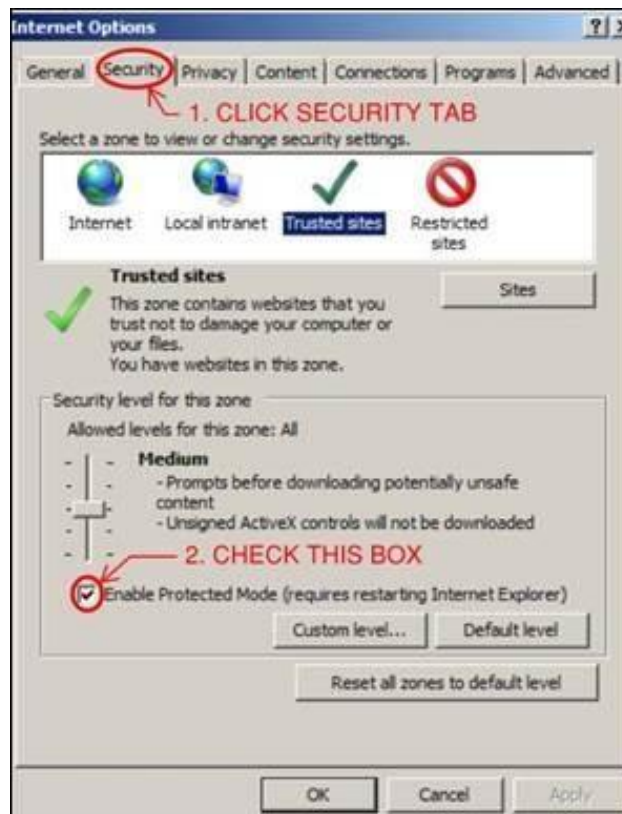 Internet Options
General Security Privacy Content Connections Programs Advanced
1. CLICK SECURITY TAB
Select a zone to view or change security settings.
Internet Local intranet Trusted sites Restricted sites
Trusted sites
Sites
This zone contains websites that you
trust not to damage your computer or
your files.
You have websites in this zone.
Security level for this zone
Allowed levels for this zone: All
Medium
- Prompts before downloading potentially unsafe
content
- Unsigned ActiveX controls will not be downloaded
2. CHECK THIS BOX
Enable Protected Mode (requires restarting Internet Explorer)
Custom level... Default level
Reset all zones to default level
OK Cancel Apply